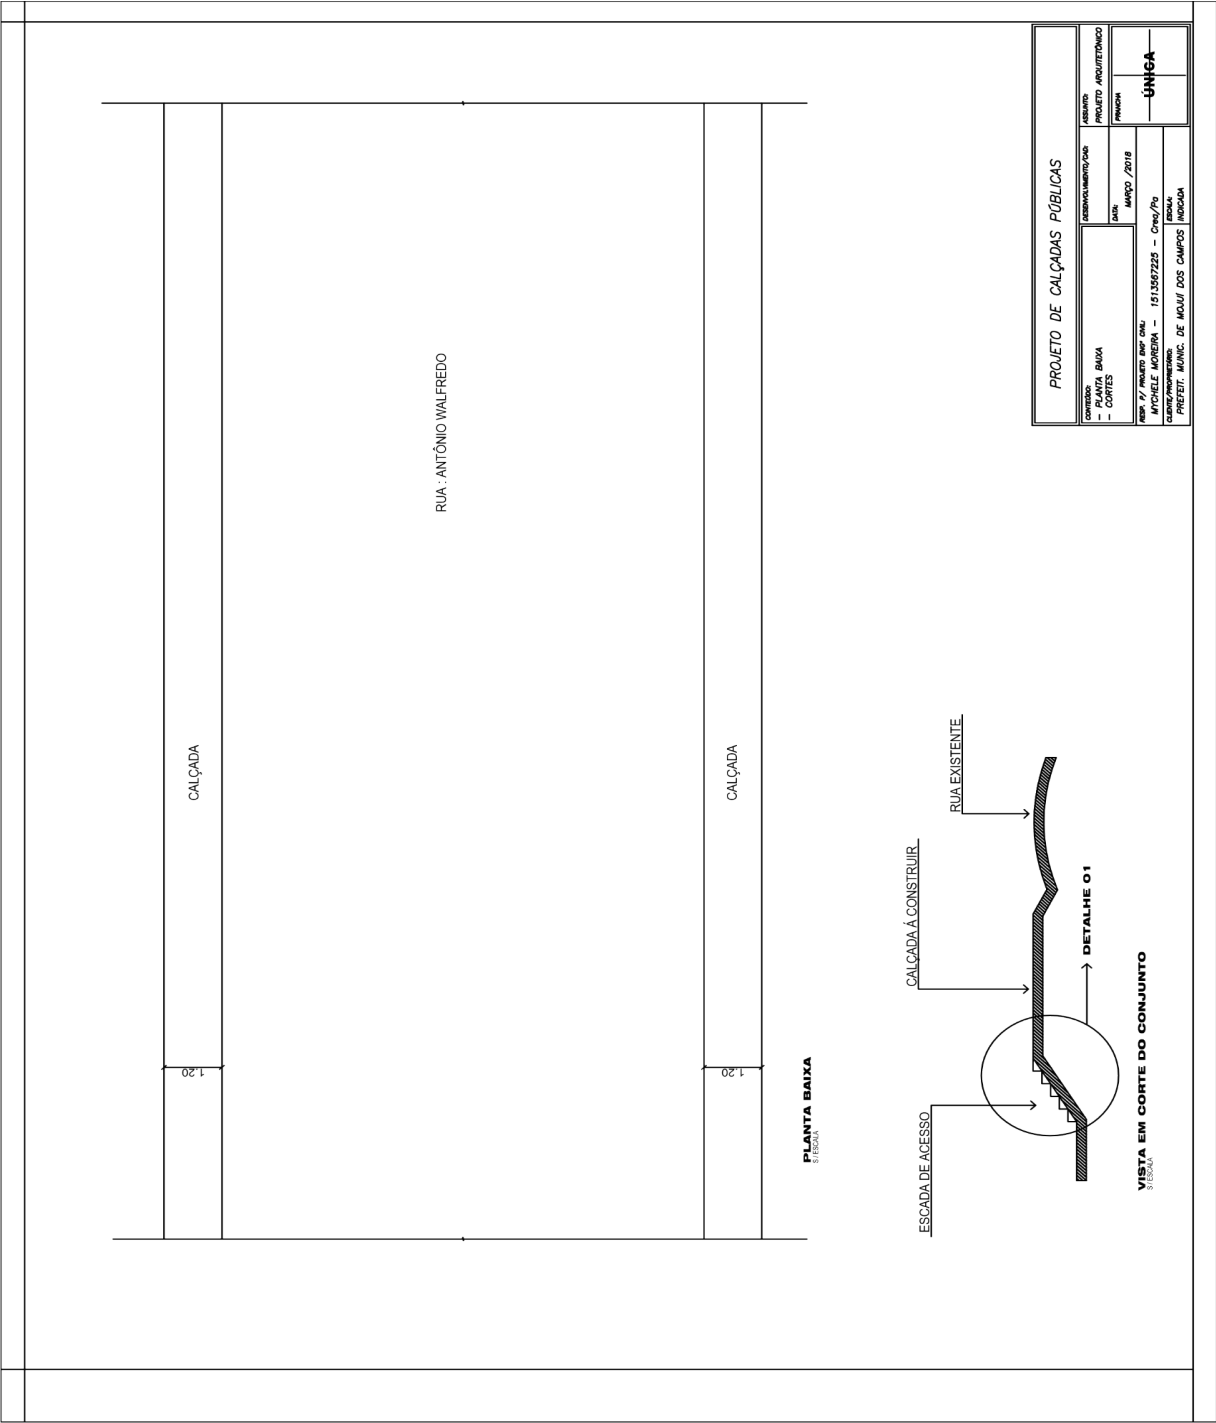 CALÇADA
1.20
RUA : ANTÔNIO WALFREDO
CALÇADA
1.20
PLANTA BAIXA
S / ESCALA
ESCADA DE ACESSO
CALÇADA À CONSTRUIR
RUA EXISTENTE
DETALHE 01
VISTA EM CORTE DO CONJUNTO
S / ESCALA
PROJETO DE CALÇADAS PÚBLICAS
CONTEÚDO:
- PLANTA BAIXA
- CORTES
DESENVOLVIMENTO/CAD:
ASSUNTO:
PROJETO ARQUITETÔNICO
DATA:
MARÇO /2018
PRANCHA
ÚNICA
RESP. P/ PROJETO ENGº CIVIL:
MYCHELE MOREIRA - 1513567225 - Crea/Pa
CLIENTE/PROPRIETÁRIO:
PREFEIT. MUNIC. DE MOJUÍ DOS CAMPOS
ESCALA:
INDICADA